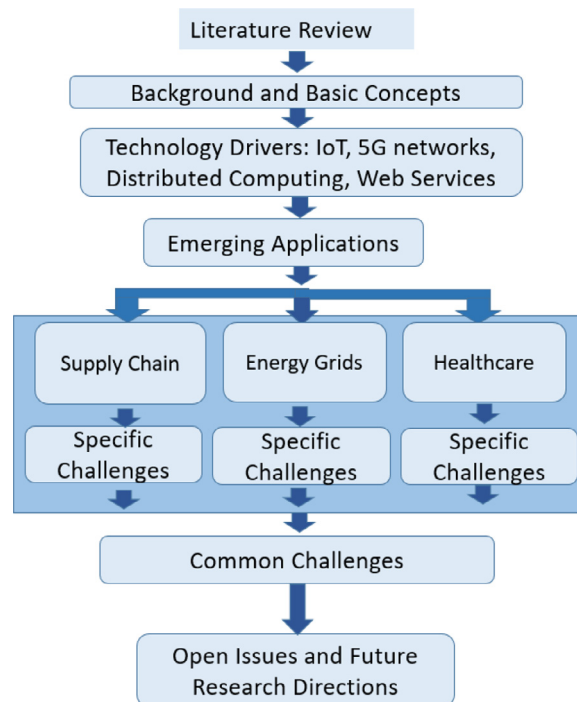 Literature Review
Background and Basic Concepts
Technology Drivers: IoT, 5G networks,
Distributed Computing, Web Services
Emerging Applications
Supply Chain
Energy Grids
Healthcare
Specific
Challenges
Specific
Challenges
Specific
Challenges
Common Challenges
Open Issues and Future
Research Directions